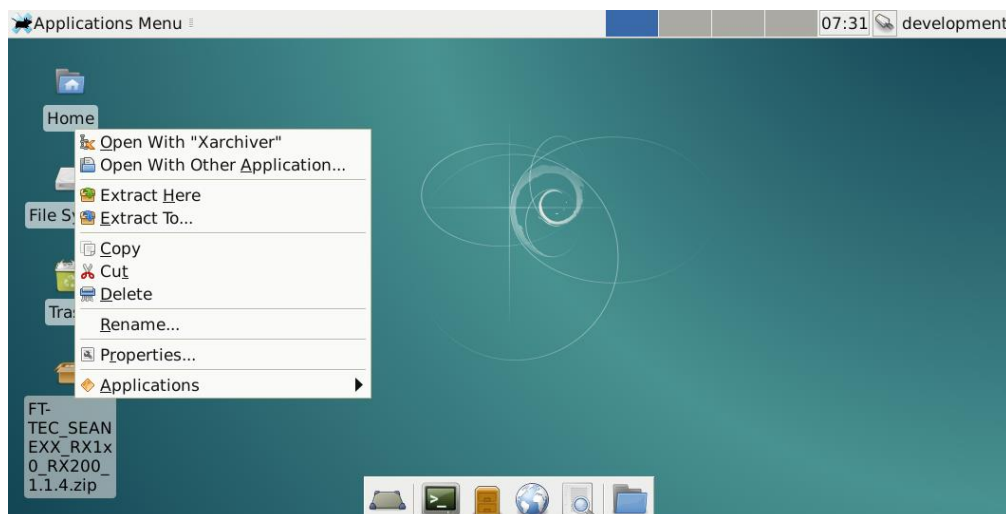 Applications Menu
07:31
development
Home
Open With "Xarchiver"
Open With Other Application...
Extract Here
File Sy
Extract To...
Copy
Cut
Delete
Tra
Rename...
Properties...
Applications
FT-
TEC_SEAN
EXX_RX1x
0_RX200_
1.1.4.zip